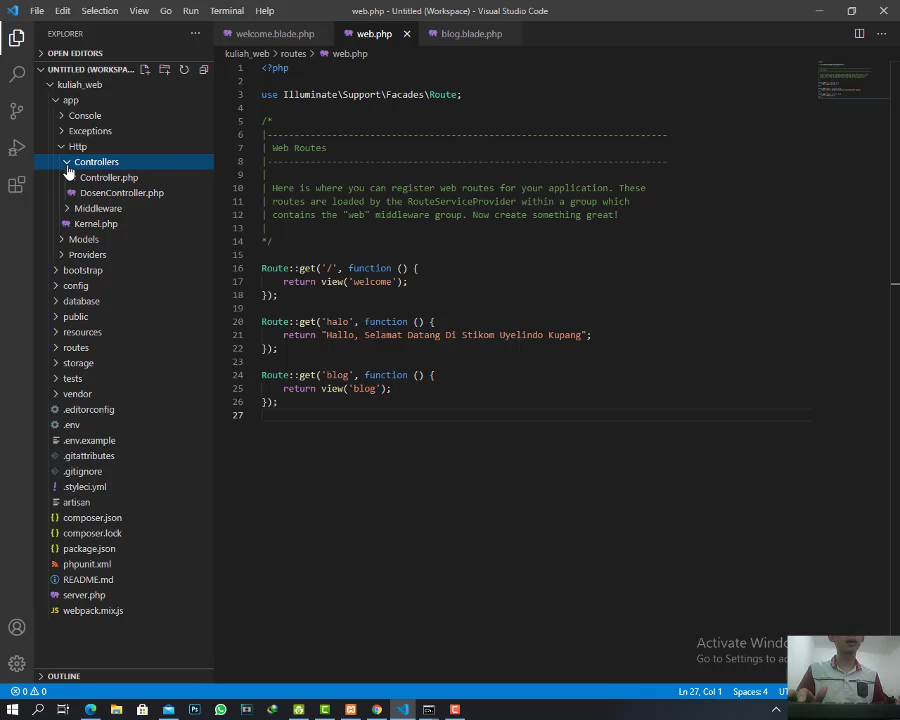 File Edit Selection View Go Run Terminal Help
web.php - Untitled (Workspace) - Visual Studio Code
EXPLORER
welcome.blade.php
web.php
blog.blade.php
OPEN EDITORS
UNTITLED (WORKSPA...
kuliah_web
app
Console
Exceptions
Http
Controllers
Controller.php
DosenController.php
Middleware
Kernel.php
Models
Providers
bootstrap
config
database
public
resources
routes
storage
tests
vendor
.editorconfig
.env
.env.example
.gitattributes
.gitignore
.styleci.yml
artisan
composer.json
composer.lock
package.json
phpunit.xml
README.md
server.php
webpack.mix.js
OUTLINE
kuliah_web > routes > web.php
1 <?php
2
3 use Illuminate\Support\Facades\Route;
4
5 /*
6 |--------------------------------------------------------------------------
7 | Web Routes
8 |--------------------------------------------------------------------------
9 |
10 | Here is where you can register web routes for your application. These
11 | routes are loaded by the RouteServiceProvider within a group which
12 | contains the "web" middleware group. Now create something great!
13 |
14 */
15
16 Route::get('/', function () {
17 return view('welcome');
18 });
19
20 Route::get('halo', function () {
21 return "Hallo, Selamat Datang Di Stikom Uyelindo Kupang";
22 });
23
24 Route::get('blog', function () {
25 return view('blog');
26 });
27
Activate Windo
Go to Settings to a
0 0
Ln 27, Col 1 Spaces: 4 UT